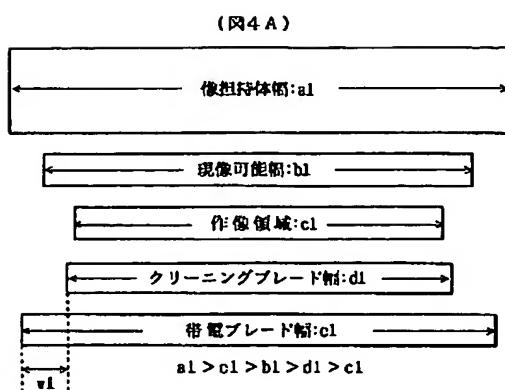 (図4A)
像担持体幅:a1
現像可能幅:b1
作像領域:c1
クリーニングブレード幅:d1
帯電ブレード幅:c1
w1
a1>c1>b1>d1>c1